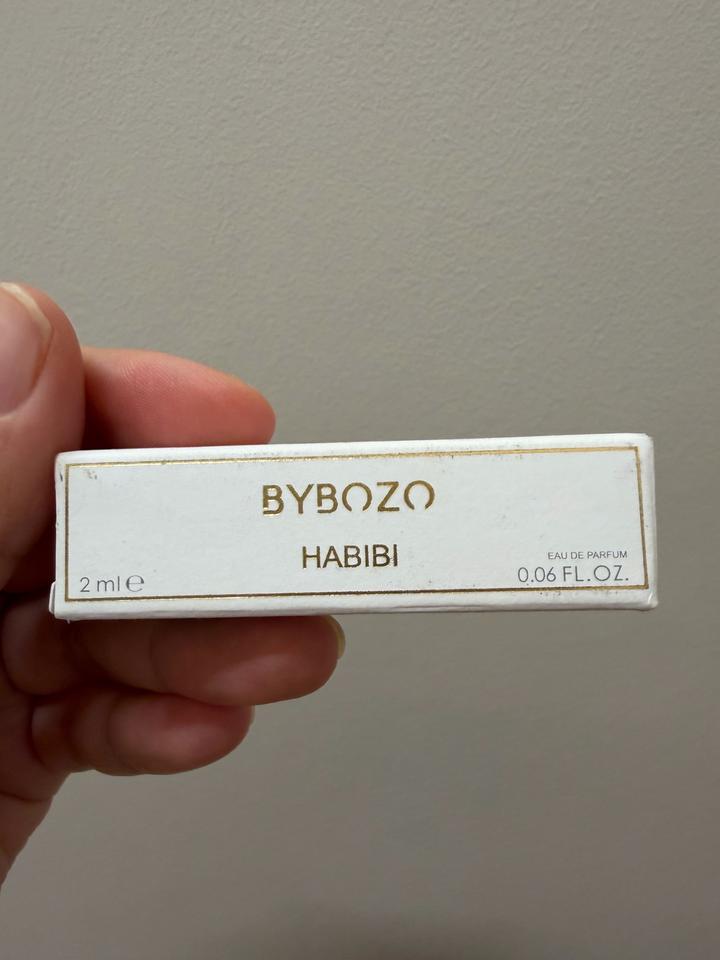 BYBOZO
HABIBI
2 ml ℮
EAU DE PARFUM
0.06 FL.OZ.